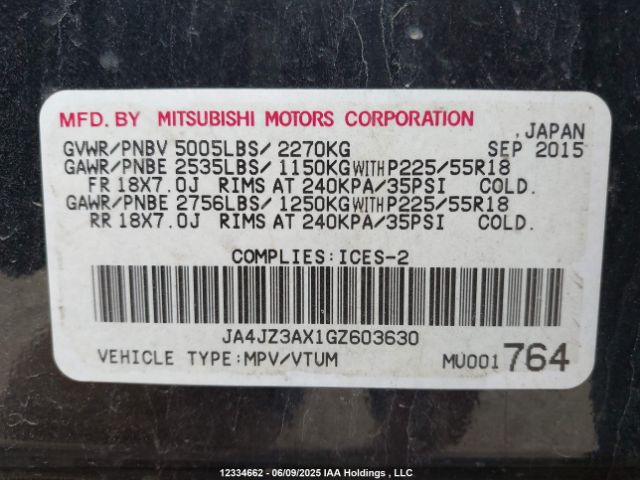 MFD. BY MITSUBISHI MOTORS CORPORATION
,JAPAN
GVWR/PNBV 5005LBS/ 2270KG SEP 2015
GAWR/PNBE 2535LBS/ 1150KG WITH P225/55R18
FR 18X7.0J RIMS AT 240KPA/35PSI COLD.
GAWR/PNBE 2756LBS/ 1250KG WITH P225/55R18
RR 18X7.0J RIMS AT 240KPA/35PSI COLD.
COMPLIES:ICES-2
JA4JZ3AX1GZ603630
VEHICLE TYPE:MPV/VTUM MU001764
12334662 - 06/09/2025 IAA Holdings , LLC